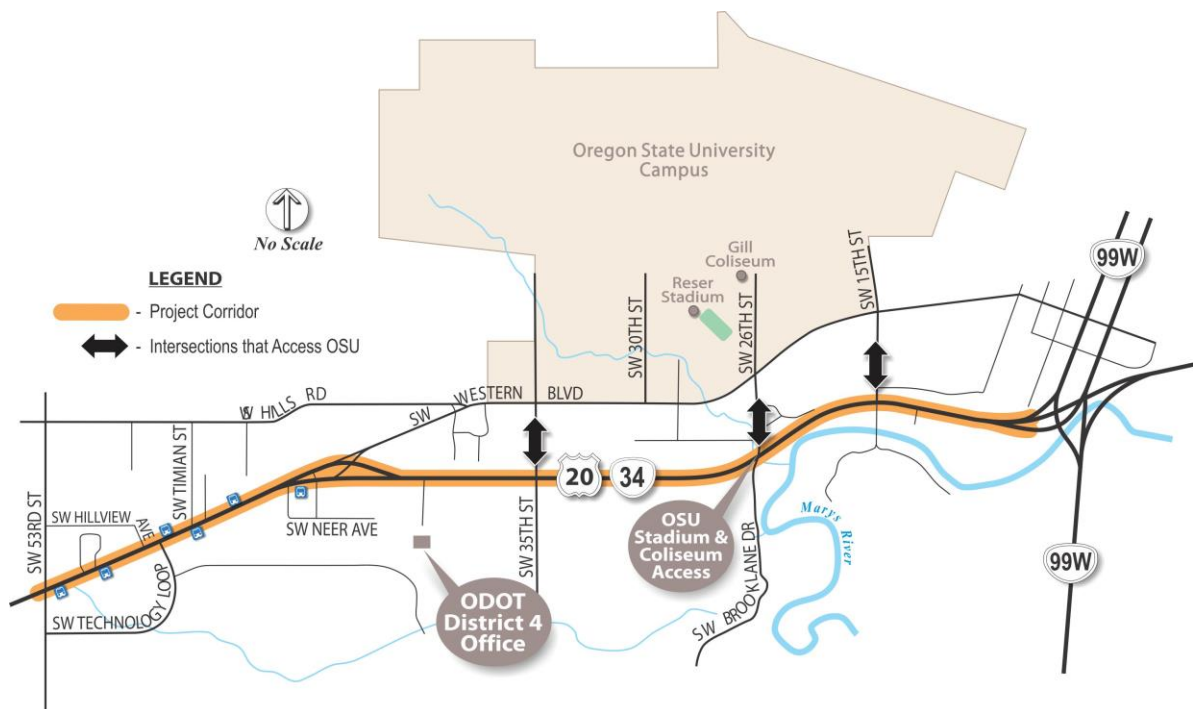 Oregon State University
Campus
No Scale
LEGEND
- Project Corridor
- Intersections that Access OSU
Gill
Coliseum
Reser
Stadium
SW 15TH ST
99W
SW 30TH ST
SW 26TH ST
W HILLS RD
SW WESTERN BLVD
SW TIMIAN ST
20
34
SW 53RD ST
SW HILLVIEW
AVE
SW NEER AVE
SW 35TH ST
OSU
Stadium &
Coliseum
Access
Marys River
SW BROOKLANE DR
99W
SW TECHNOLOGY LOOP
ODOT
District 4
Office